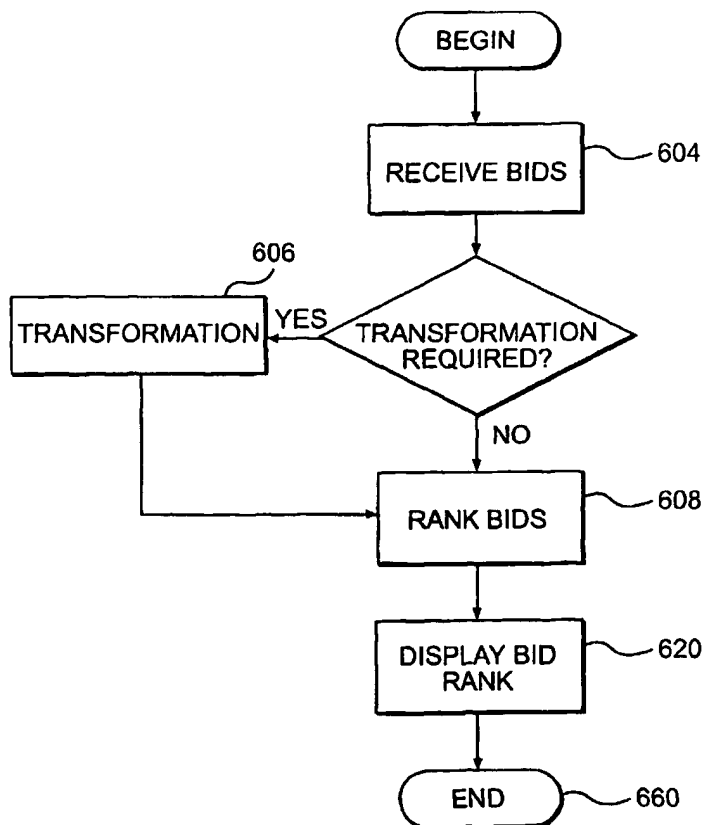 BEGIN
RECEIVE BIDS
604
606
TRANSFORMATION
YES
TRANSFORMATION
REQUIRED?
NO
RANK BIDS
608
DISPLAY BID
RANK
620
END
660